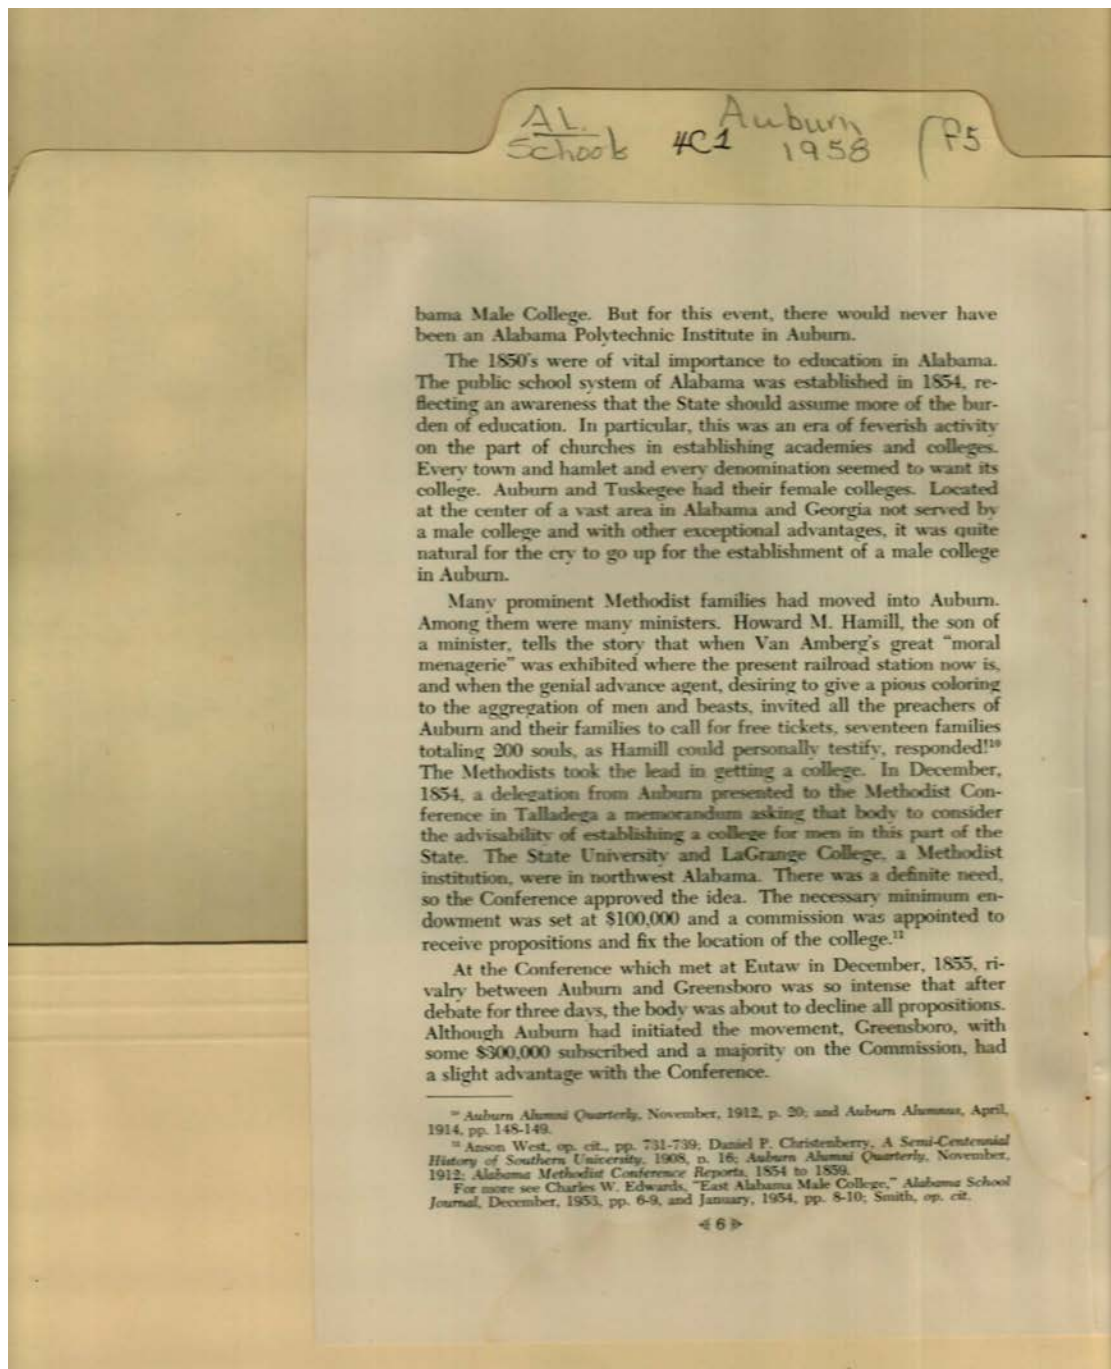 AL. Schools 4C1 Auburn 1958 (P5
bama Male College. But for this event, there would never have
been an Alabama Polytechnic Institute in Auburn.
The 1850's were of vital importance to education in Alabama.
The public school system of Alabama was established in 1854, re-
flecting an awareness that the State should assume more of the bur-
den of education. In particular, this was an era of feverish activity
on the part of churches in establishing academies and colleges.
Every town and hamlet and every denomination seemed to want its
college. Auburn and Tuskegee had their female colleges. Located
at the center of a vast area in Alabama and Georgia not served by
a male college and with other exceptional advantages, it was quite
natural for the cry to go up for the establishment of a male college
in Auburn.
Many prominent Methodist families had moved into Auburn.
Among them were many ministers. Howard M. Hamill, the son of
a minister, tells the story that when Van Amberg's great "moral
menagerie" was exhibited where the present railroad station now is,
and when the genial advance agent, desiring to give a pious coloring
to the aggregation of men and beasts, invited all the preachers of
Auburn and their families to call for free tickets, seventeen families
totaling 200 souls, as Hamill could personally testify, responded!¹⁰
The Methodists took the lead in getting a college. In December,
1854, a delegation from Auburn presented to the Methodist Con-
ference in Talladega a memorandum asking that body to consider
the advisability of establishing a college for men in this part of the
State. The State University and LaGrange College, a Methodist
institution, were in northwest Alabama. There was a definite need,
so the Conference approved the idea. The necessary minimum en-
dowment was set at $100,000 and a commission was appointed to
receive propositions and fix the location of the college.¹¹
At the Conference which met at Eutaw in December, 1855, ri-
valry between Auburn and Greensboro was so intense that after
debate for three days, the body was about to decline all propositions.
Although Auburn had initiated the movement, Greensboro, with
some $300,000 subscribed and a majority on the Commission, had
a slight advantage with the Conference.
¹⁰ Auburn Alumni Quarterly, November, 1912, p. 20; and Auburn Alumnus, April,
1914, pp. 148-149.
¹¹ Anson West, op. cit., pp. 731-739; Daniel P. Christenberry, A Semi-Centennial
History of Southern University, 1908, p. 16; Auburn Alumni Quarterly, November,
1912; Alabama Methodist Conference Reports, 1854 to 1859.
For more see Charles W. Edwards, "East Alabama Male College," Alabama School
Journal, December, 1953, pp. 6-9, and January, 1954, pp. 8-10; Smith, op. cit.
6